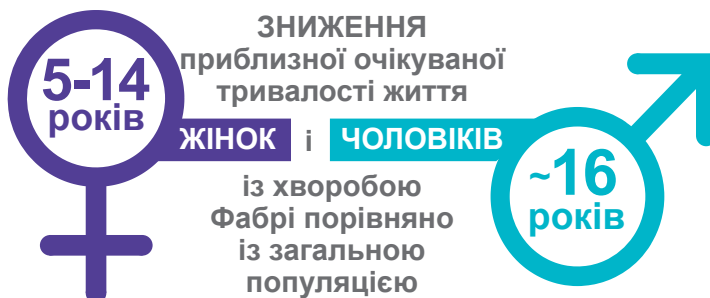 ЗНИЖЕННЯ
приблизної очікуваної
тривалості життя
5-14
років
ЖІНОК і ЧОЛОВІКІВ
~16
років
із хворобою
Фабрі порівняно
із загальною
популяцією